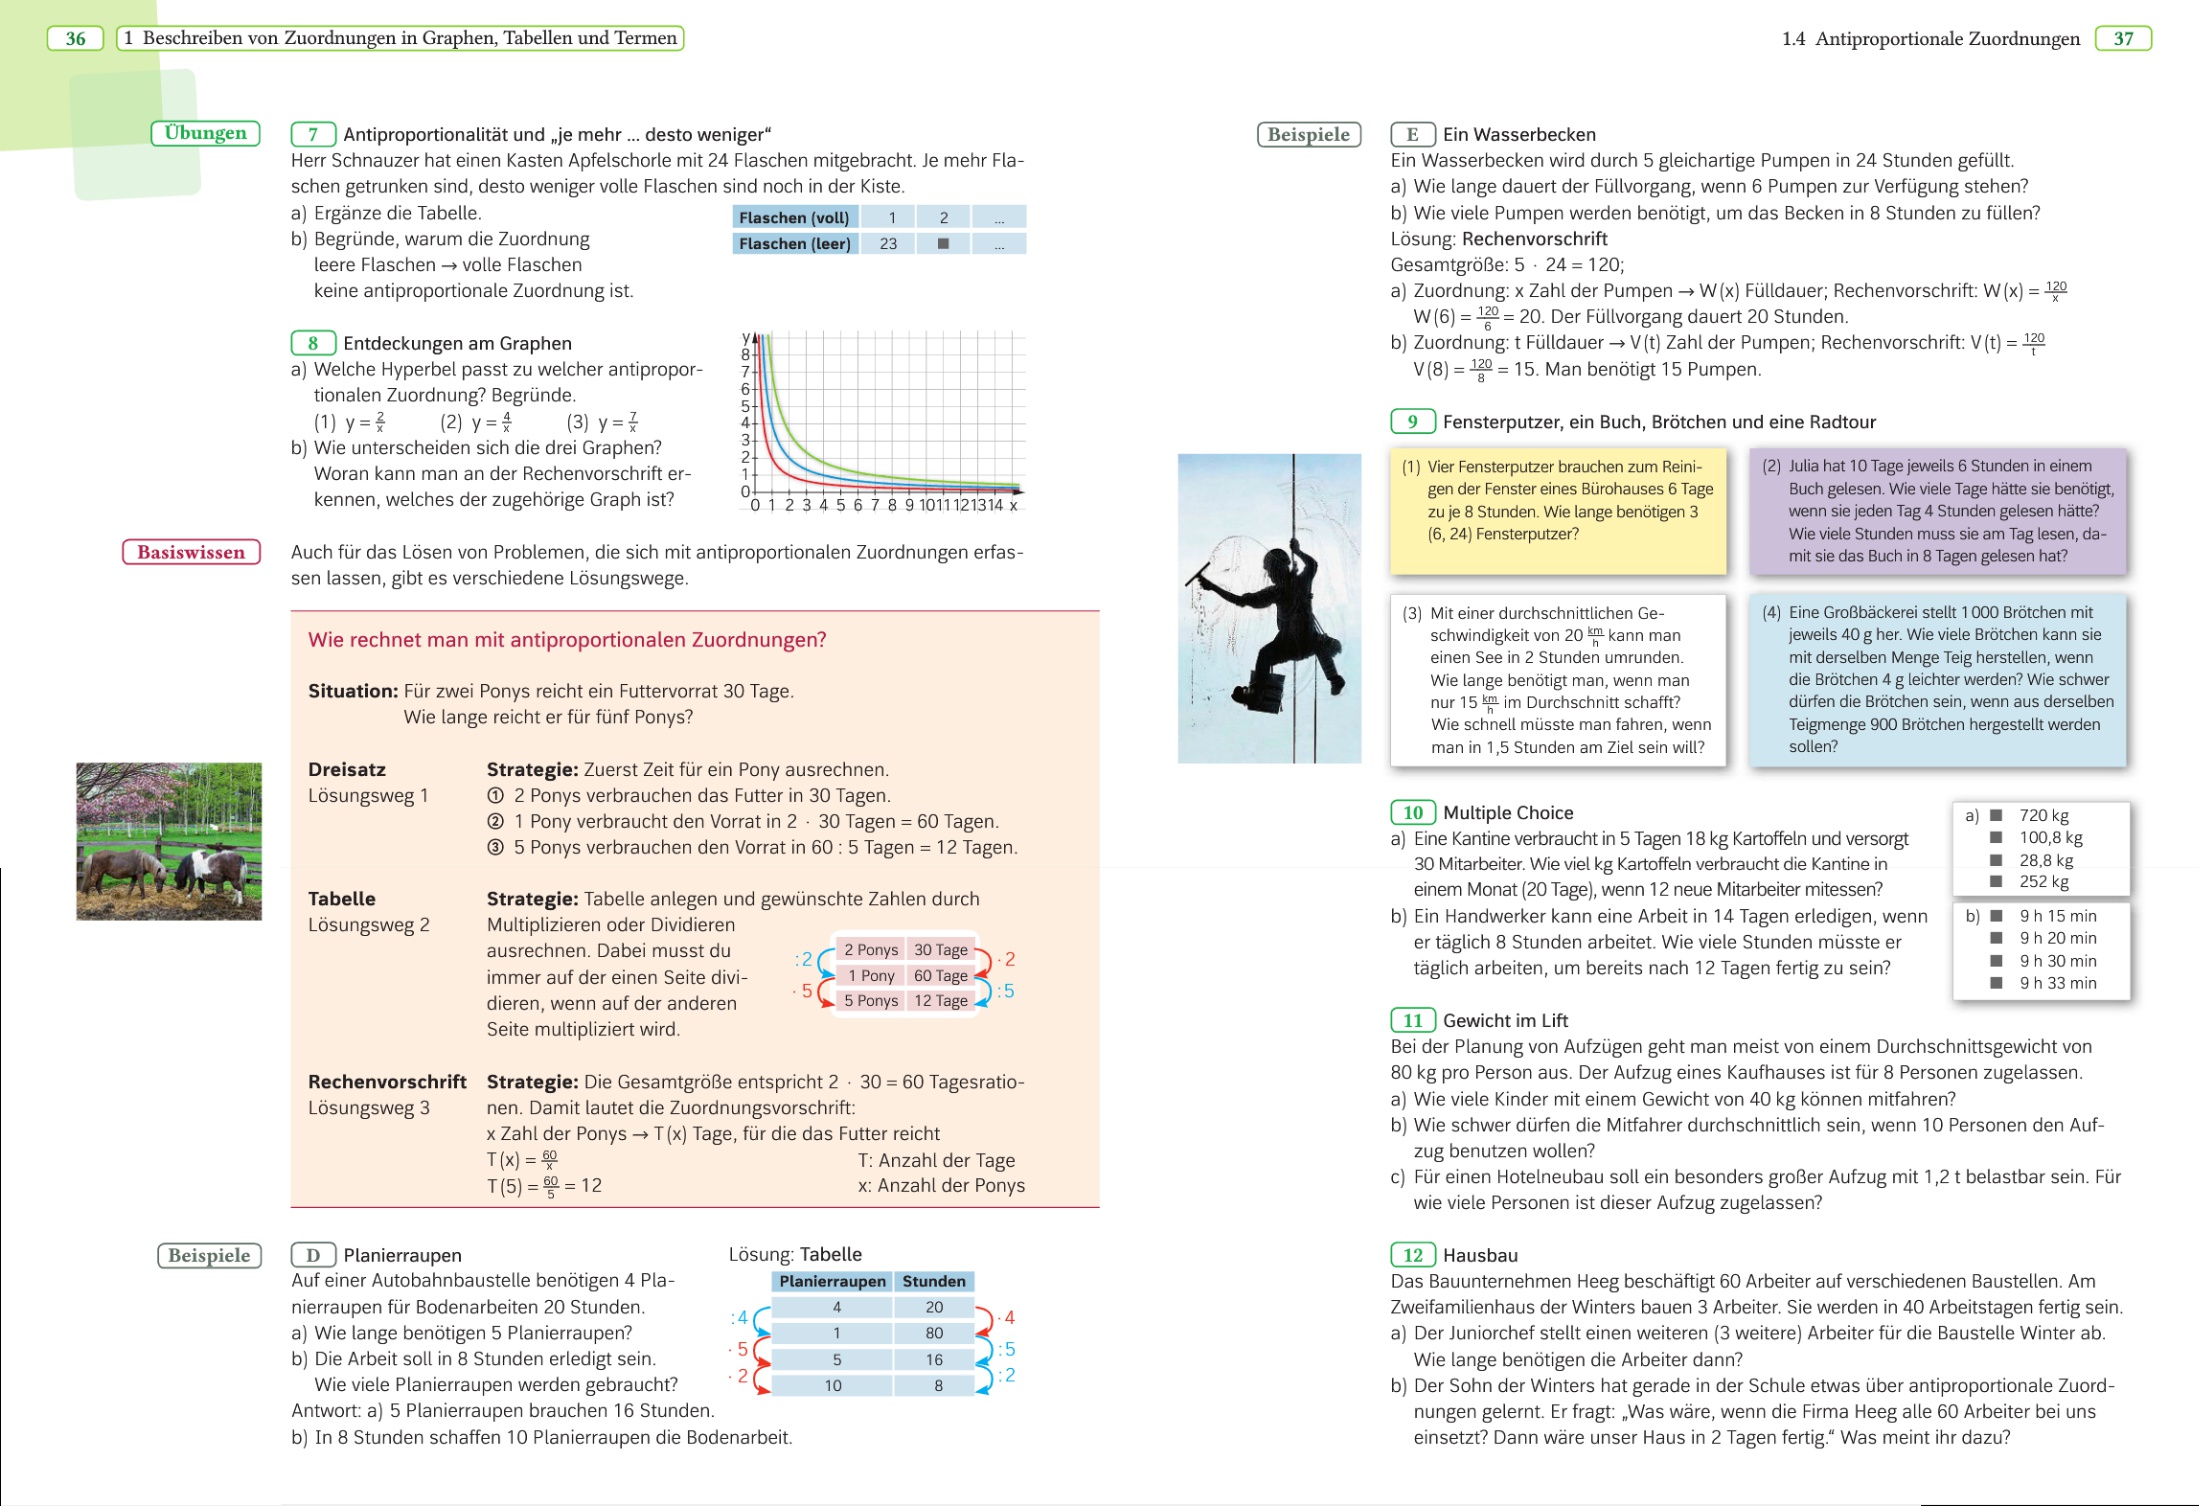 36
1 Beschreiben von Zuordnungen in Graphen, Tabellen und Termen
Übungen
7 Antiproportionalität und „je mehr ... desto weniger“
Herr Schnauzer hat einen Kasten Apfelschorle mit 24 Flaschen mitgebracht. Je mehr Fla-
schen getrunken sind, desto weniger volle Flaschen sind noch in der Kiste.
a) Ergänze die Tabelle.
b) Begründe, warum die Zuordnung
leere Flaschen → volle Flaschen
keine antiproportionale Zuordnung ist.
Flaschen (voll) 1 2 ...
Flaschen (leer) 23 ■ ...
8 Entdeckungen am Graphen
a) Welche Hyperbel passt zu welcher antipropor-
tionalen Zuordnung? Begründe.
(1) y = 2/x (2) y = 4/x (3) y = 7/x
b) Wie unterscheiden sich die drei Graphen?
Woran kann man an der Rechenvorschrift er-
kennen, welches der zugehörige Graph ist?
y
8
7
6
5
4
3
2
1
0
0 1 2 3 4 5 6 7 8 9 10 11 12 13 14 x
Basiswissen
Auch für das Lösen von Problemen, die sich mit antiproportionalen Zuordnungen erfas-
sen lassen, gibt es verschiedene Lösungswege.
Wie rechnet man mit antiproportionalen Zuordnungen?
Situation: Für zwei Ponys reicht ein Futtervorrat 30 Tage.
Wie lange reicht er für fünf Ponys?
Dreisatz
Lösungsweg 1
Strategie: Zuerst Zeit für ein Pony ausrechnen.
① 2 Ponys verbrauchen das Futter in 30 Tagen.
② 1 Pony verbraucht den Vorrat in 2 · 30 Tagen = 60 Tagen.
③ 5 Ponys verbrauchen den Vorrat in 60 : 5 Tagen = 12 Tagen.
Tabelle
Lösungsweg 2
Strategie: Tabelle anlegen und gewünschte Zahlen durch
Multiplizieren oder Dividieren
ausrechnen. Dabei musst du
immer auf der einen Seite divi-
dieren, wenn auf der anderen
Seite multipliziert wird.
2 Ponys 30 Tage
:2 · 2
1 Pony 60 Tage
· 5 :5
5 Ponys 12 Tage
Rechenvorschrift
Lösungsweg 3
Strategie: Die Gesamtgröße entspricht 2 · 30 = 60 Tagesratio-
nen. Damit lautet die Zuordnungsvorschrift:
x Zahl der Ponys → T(x) Tage, für die das Futter reicht
T(x) = 60/x T: Anzahl der Tage
T(5) = 60/5 = 12 x: Anzahl der Ponys
Beispiele
D Planierraupen
Auf einer Autobahnbaustelle benötigen 4 Pla-
nierraupen für Bodenarbeiten 20 Stunden.
a) Wie lange benötigen 5 Planierraupen?
b) Die Arbeit soll in 8 Stunden erledigt sein.
Wie viele Planierraupen werden gebraucht?
Antwort: a) 5 Planierraupen brauchen 16 Stunden.
b) In 8 Stunden schaffen 10 Planierraupen die Bodenarbeit.
Lösung: Tabelle
Planierraupen Stunden
4 20
:4 · 4
1 80
· 5 :5
5 16
· 2 :2
10 8
1.4 Antiproportionale Zuordnungen
37
Beispiele
E Ein Wasserbecken
Ein Wasserbecken wird durch 5 gleichartige Pumpen in 24 Stunden gefüllt.
a) Wie lange dauert der Füllvorgang, wenn 6 Pumpen zur Verfügung stehen?
b) Wie viele Pumpen werden benötigt, um das Becken in 8 Stunden zu füllen?
Lösung: Rechenvorschrift
Gesamtgröße: 5 · 24 = 120;
a) Zuordnung: x Zahl der Pumpen → W(x) Fülldauer; Rechenvorschrift: W(x) = 120/x
W(6) = 120/6 = 20. Der Füllvorgang dauert 20 Stunden.
b) Zuordnung: t Fülldauer → V(t) Zahl der Pumpen; Rechenvorschrift: V(t) = 120/t
V(8) = 120/8 = 15. Man benötigt 15 Pumpen.
9 Fensterputzer, ein Buch, Brötchen und eine Radtour
(1) Vier Fensterputzer brauchen zum Reini-
gen der Fenster eines Bürohauses 6 Tage
zu je 8 Stunden. Wie lange benötigen 3
(6, 24) Fensterputzer?
(2) Julia hat 10 Tage jeweils 6 Stunden in einem
Buch gelesen. Wie viele Tage hätte sie benötigt,
wenn sie jeden Tag 4 Stunden gelesen hätte?
Wie viele Stunden muss sie am Tag lesen, da-
mit sie das Buch in 8 Tagen gelesen hat?
(3) Mit einer durchschnittlichen Ge-
schwindigkeit von 20 km/h kann man
einen See in 2 Stunden umrunden.
Wie lange benötigt man, wenn man
nur 15 km/h im Durchschnitt schafft?
Wie schnell müsste man fahren, wenn
man in 1,5 Stunden am Ziel sein will?
(4) Eine Großbäckerei stellt 1 000 Brötchen mit
jeweils 40 g her. Wie viele Brötchen kann sie
mit derselben Menge Teig herstellen, wenn
die Brötchen 4 g leichter werden? Wie schwer
dürfen die Brötchen sein, wenn aus derselben
Teigmenge 900 Brötchen hergestellt werden
sollen?
10 Multiple Choice
a) Eine Kantine verbraucht in 5 Tagen 18 kg Kartoffeln und versorgt
30 Mitarbeiter. Wie viel kg Kartoffeln verbraucht die Kantine in
einem Monat (20 Tage), wenn 12 neue Mitarbeiter mitessen?
b) Ein Handwerker kann eine Arbeit in 14 Tagen erledigen, wenn
er täglich 8 Stunden arbeitet. Wie viele Stunden müsste er
täglich arbeiten, um bereits nach 12 Tagen fertig zu sein?
a) ■ 720 kg
■ 100,8 kg
■ 28,8 kg
■ 252 kg
b) ■ 9 h 15 min
■ 9 h 20 min
■ 9 h 30 min
■ 9 h 33 min
11 Gewicht im Lift
Bei der Planung von Aufzügen geht man meist von einem Durchschnittsgewicht von
80 kg pro Person aus. Der Aufzug eines Kaufhauses ist für 8 Personen zugelassen.
a) Wie viele Kinder mit einem Gewicht von 40 kg können mitfahren?
b) Wie schwer dürfen die Mitfahrer durchschnittlich sein, wenn 10 Personen den Auf-
zug benutzen wollen?
c) Für einen Hotelneubau soll ein besonders großer Aufzug mit 1,2 t belastbar sein. Für
wie viele Personen ist dieser Aufzug zugelassen?
12 Hausbau
Das Bauunternehmen Heeg beschäftigt 60 Arbeiter auf verschiedenen Baustellen. Am
Zweifamilienhaus der Winters bauen 3 Arbeiter. Sie werden in 40 Arbeitstagen fertig sein.
a) Der Juniorchef stellt einen weiteren (3 weitere) Arbeiter für die Baustelle Winter ab.
Wie lange benötigen die Arbeiter dann?
b) Der Sohn der Winters hat gerade in der Schule etwas über antiproportionale Zuord-
nungen gelernt. Er fragt: „Was wäre, wenn die Firma Heeg alle 60 Arbeiter bei uns
einsetzt? Dann wäre unser Haus in 2 Tagen fertig.“ Was meint ihr dazu?